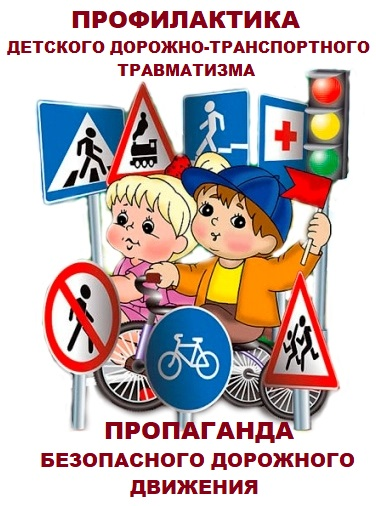 ПРОФИЛАКТИКА
ДЕТСКОГО ДОРОЖНО-ТРАНСПОРТНОГО
ТРАВМАТИЗМА
ПРОПАГАНДА
БЕЗОПАСНОГО ДОРОЖНОГО
ДВИЖЕНИЯ